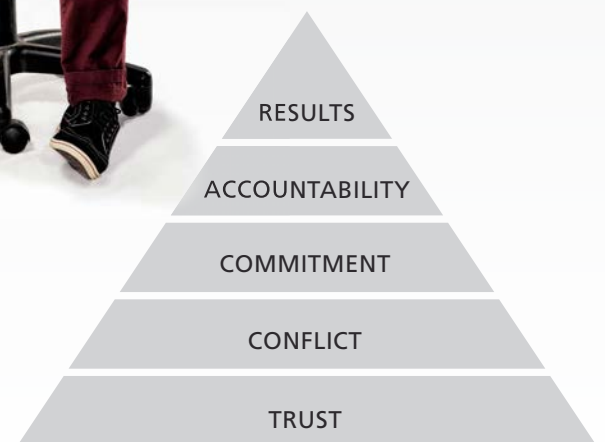 RESULTS
ACCOUNTABILITY
COMMITMENT
CONFLICT
TRUST